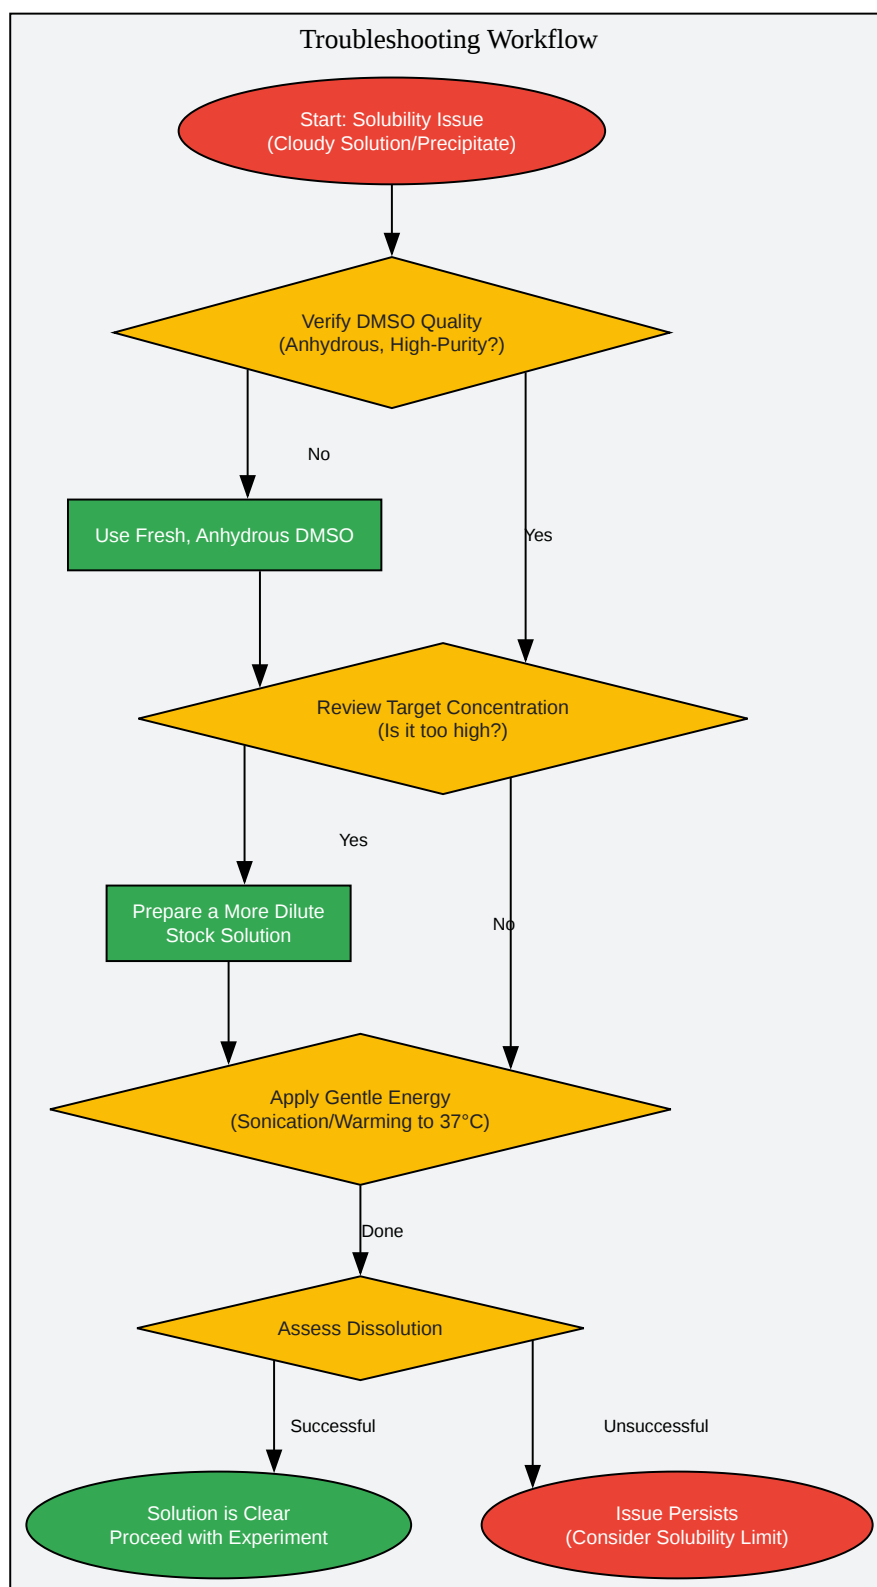 Troubleshooting Workflow
Start: Solubility Issue
(Cloudy Solution/Precipitate)
Verify DMSO Quality
(Anhydrous, High-Purity?)
No
Use Fresh, Anhydrous DMSO
Yes
Review Target Concentration
(Is it too high?)
Yes
Prepare a More Dilute
Stock Solution
No
Apply Gentle Energy
(Sonication/Warming to 37°C)
Done
Assess Dissolution
Successful
Unsuccessful
Solution is Clear
Proceed with Experiment
Issue Persists
(Consider Solubility Limit)